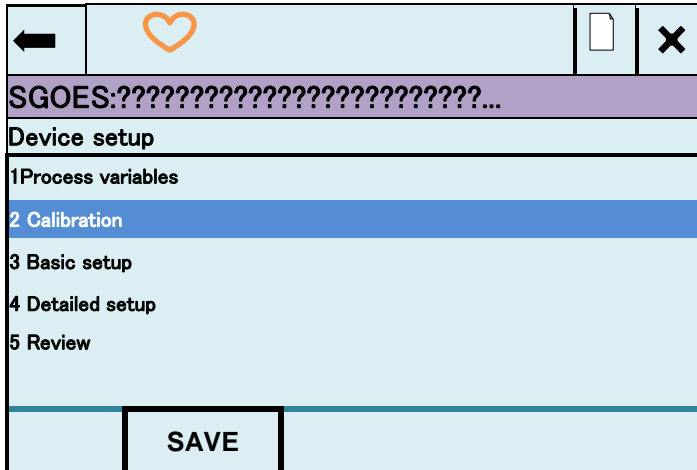 SGOES:?????????????????????????...
Device setup
1Process variables
2 Calibration
3 Basic setup
4 Detailed setup
5 Review
SAVE